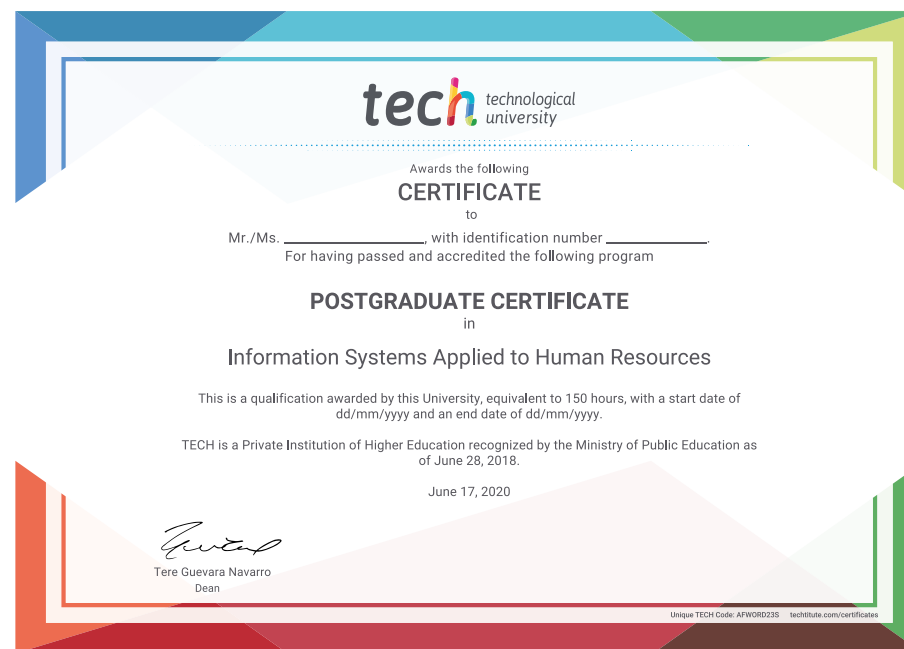 tech technological
university
Awards the following
CERTIFICATE
to
Mr./Ms. ____________________, with identification number ______________.
For having passed and accredited the following program
POSTGRADUATE CERTIFICATE
in
Information Systems Applied to Human Resources
This is a qualification awarded by this University, equivalent to 150 hours, with a start date of
dd/mm/yyyy and an end date of dd/mm/yyyy.
TECH is a Private Institution of Higher Education recognized by the Ministry of Public Education as
of June 28, 2018.
June 17, 2020
Tere Guevara Navarro
Dean
Unique TECH Code: AFWORD23S techtitute.com/certificates